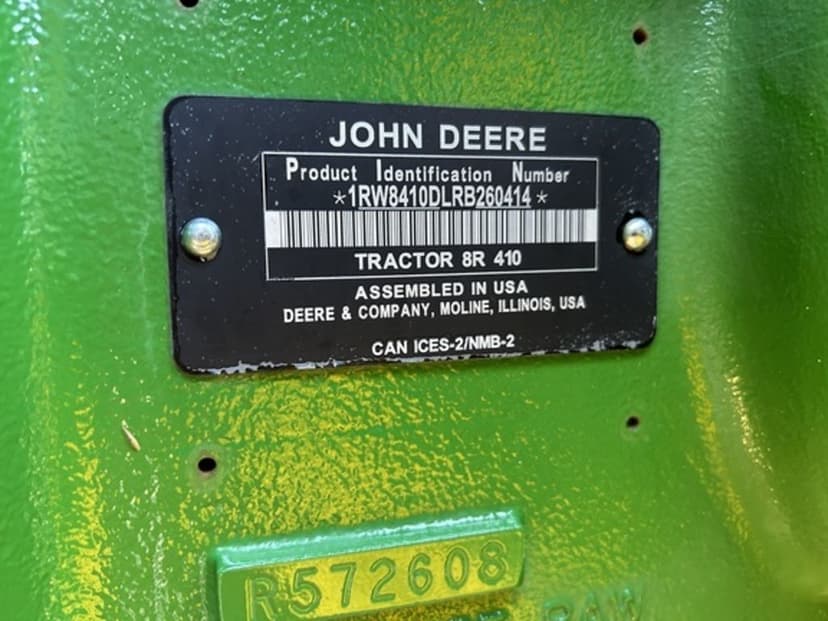 JOHN DEERE
Product Identification Number
*1RW8410DLRB260414*
TRACTOR 8R 410
ASSEMBLED IN USA
DEERE & COMPANY, MOLINE, ILLINOIS, USA
CAN ICES-2/NMB-2
R572608